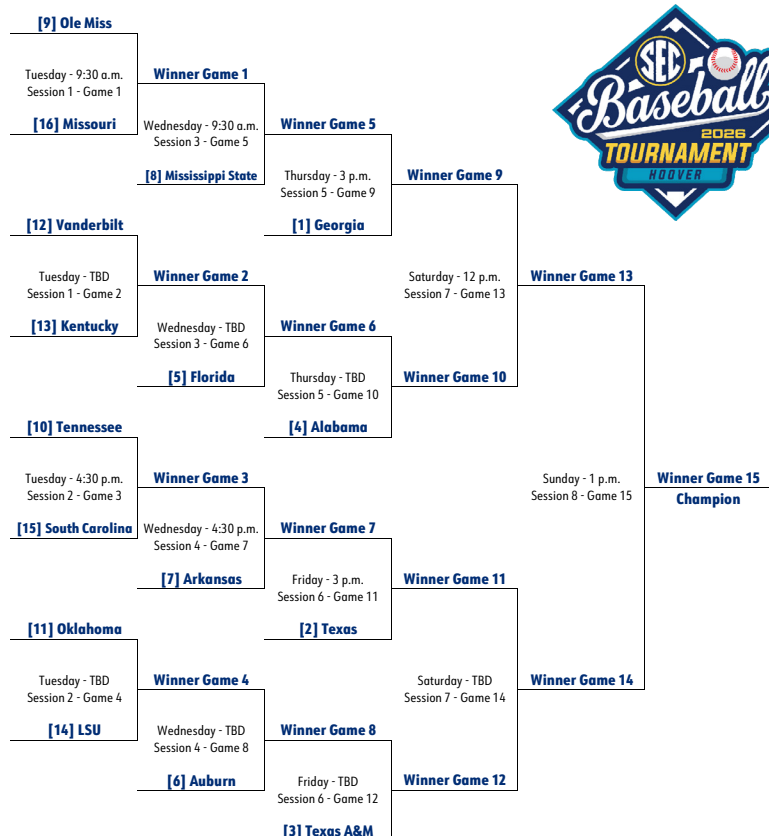 [9] Ole Miss
Tuesday - 9:30 a.m.
Session 1 - Game 1
[16] Missouri
Winner Game 1
Wednesday - 9:30 a.m.
Session 3 - Game 5
[8] Mississippi State
Winner Game 5
Thursday - 3 p.m.
Session 5 - Game 9
[1] Georgia
Winner Game 9
SEC
Baseball
2026
TOURNAMENT
HOOVER
[12] Vanderbilt
Tuesday - TBD
Session 1 - Game 2
[13] Kentucky
Winner Game 2
Wednesday - TBD
Session 3 - Game 6
[5] Florida
Winner Game 6
Thursday - TBD
Session 5 - Game 10
[4] Alabama
Winner Game 10
Saturday - 12 p.m.
Session 7 - Game 13
Winner Game 13
[10] Tennessee
Tuesday - 4:30 p.m.
Session 2 - Game 3
[15] South Carolina
Winner Game 3
Wednesday - 4:30 p.m.
Session 4 - Game 7
[7] Arkansas
Winner Game 7
Friday - 3 p.m.
Session 6 - Game 11
[2] Texas
Winner Game 11
Sunday - 1 p.m.
Session 8 - Game 15
Winner Game 15
Champion
[11] Oklahoma
Tuesday - TBD
Session 2 - Game 4
[14] LSU
Winner Game 4
Wednesday - TBD
Session 4 - Game 8
[6] Auburn
Winner Game 8
Friday - TBD
Session 6 - Game 12
[3] Texas A&M
Winner Game 12
Saturday - TBD
Session 7 - Game 14
Winner Game 14